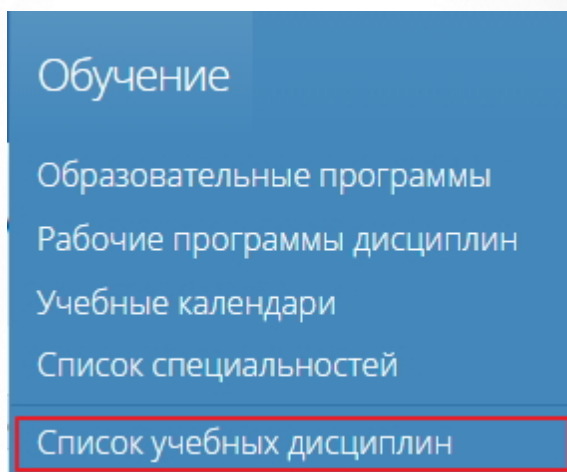 Обучение
Образовательные программы
Рабочие программы дисциплин
Учебные календари
Список специальностей
Список учебных дисциплин